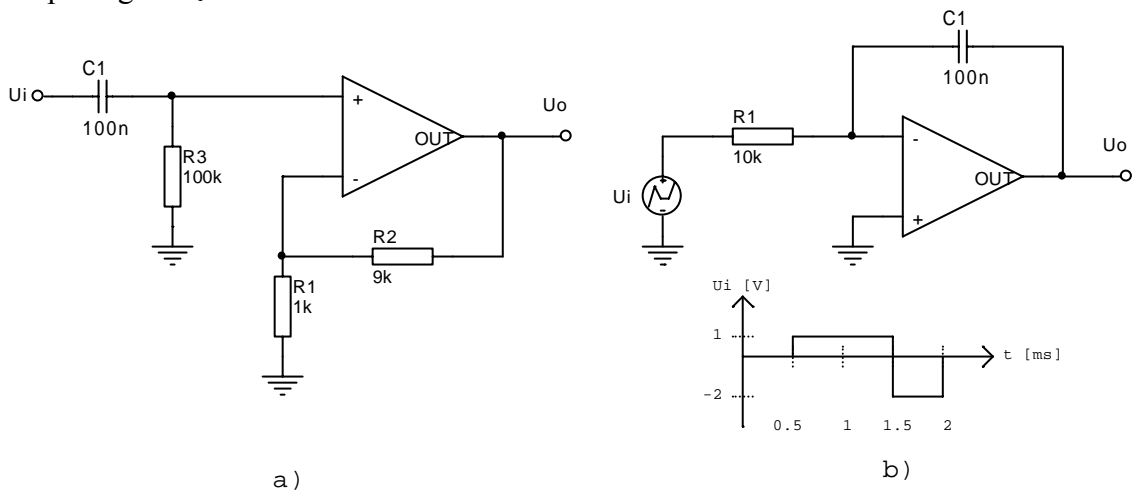 C1
Ui
100n
R3
100k
+
-
OUT
Uo
R2
9k
R1
1k
a)
C1
100n
R1
10k
Ui
+
-
-
+
OUT
Uo
Ui [V]
1
-2
t [ms]
0.5 1 1.5 2
b)